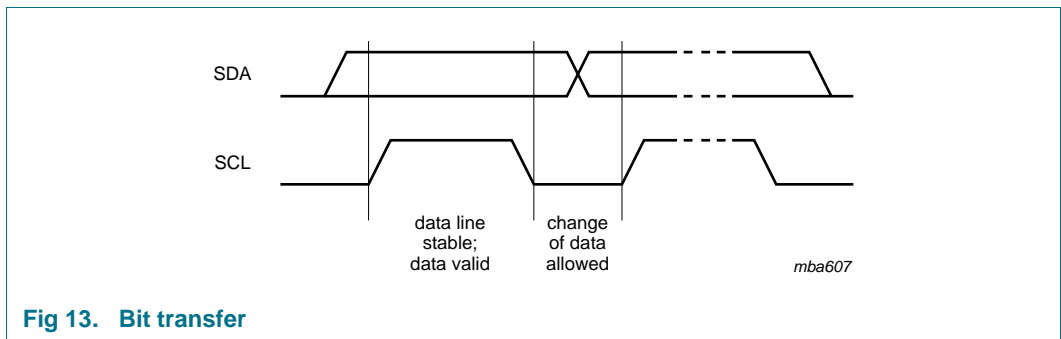 SDA
SCL
data line
stable;
data valid
change
of data
allowed
mba607
Fig 13. Bit transfer